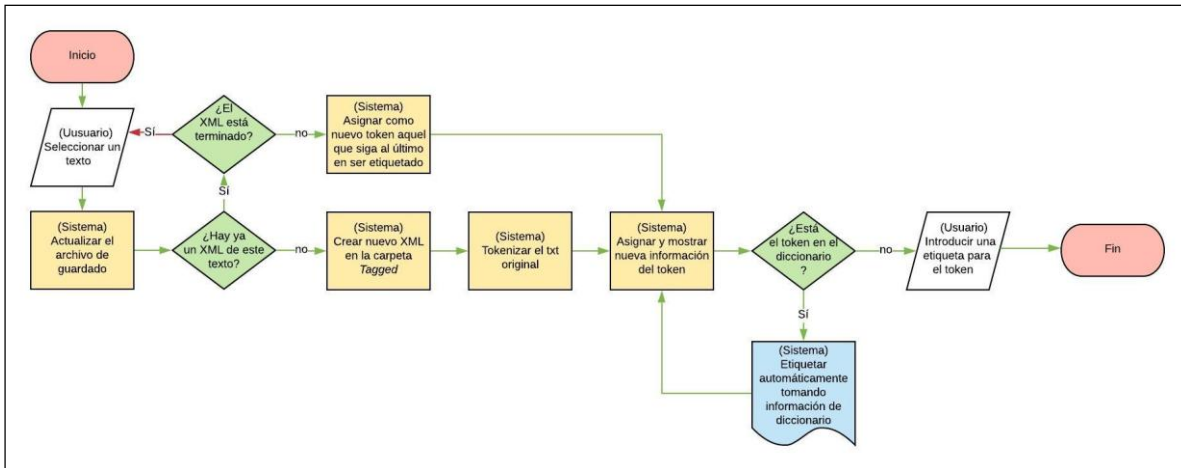 Inicio
(Uusuario)
Seleccionar un
texto
Sí
¿El
XML está
terminado?
no
(Sistema)
Asignar como
nuevo token aquel
que siga al último
en ser etiquetado
Sí
(Sistema)
Actualizar el
archivo de
guardado
¿Hay ya
un XML de este
texto?
no
(Sistema)
Crear nuevo XML
en la carpeta
Tagged
(Sistema)
Tokenizar el txt
original
(Sistema)
Asignar y mostrar
nueva información
del token
¿Está
el token en el
diccionario
?
no
(Usuario)
Introducir una
etiqueta para
el token
Fin
Sí
(Sistema)
Etiquetar
automáticamente
tomando
información de
diccionario